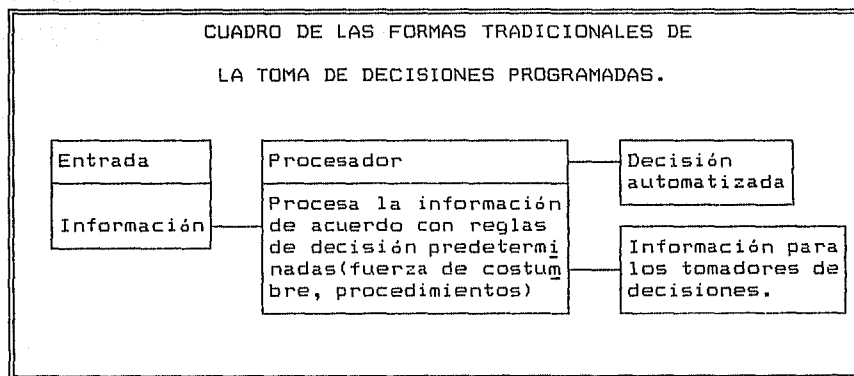 CUADRO DE LAS FORMAS TRADICIONALES DE
LA TOMA DE DECISIONES PROGRAMADAS.
Entrada
Información
Procesador
Procesa la información
de acuerdo con reglas
de decisión predetermi
nadas(fuerza de costum
bre, procedimientos)
Decisión
automatizada
Información para
los tomadores de
decisiones.